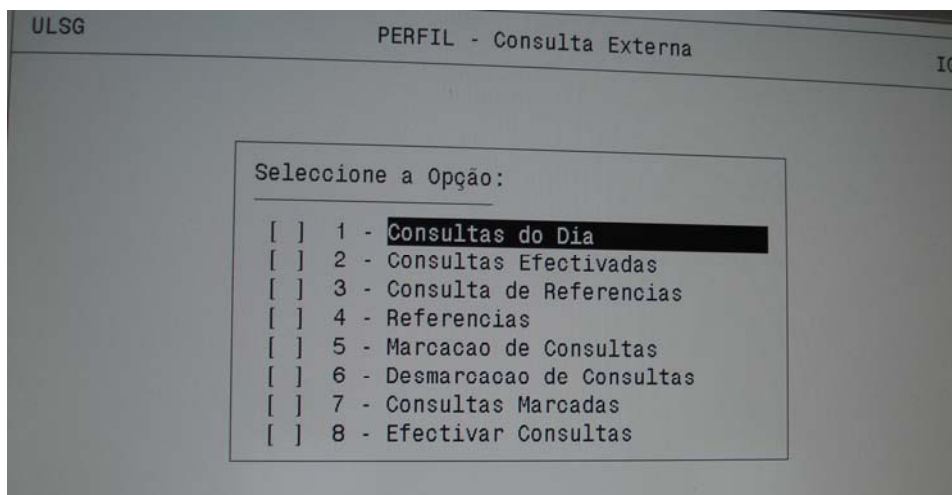 ULSG
PERFIL - Consulta Externa
Seleccione a Opção:
[ ] 1 - Consultas do Dia
[ ] 2 - Consultas Efectivadas
[ ] 3 - Consulta de Referencias
[ ] 4 - Referencias
[ ] 5 - Marcacao de Consultas
[ ] 6 - Desmarcacao de Consultas
[ ] 7 - Consultas Marcadas
[ ] 8 - Efectivar Consultas